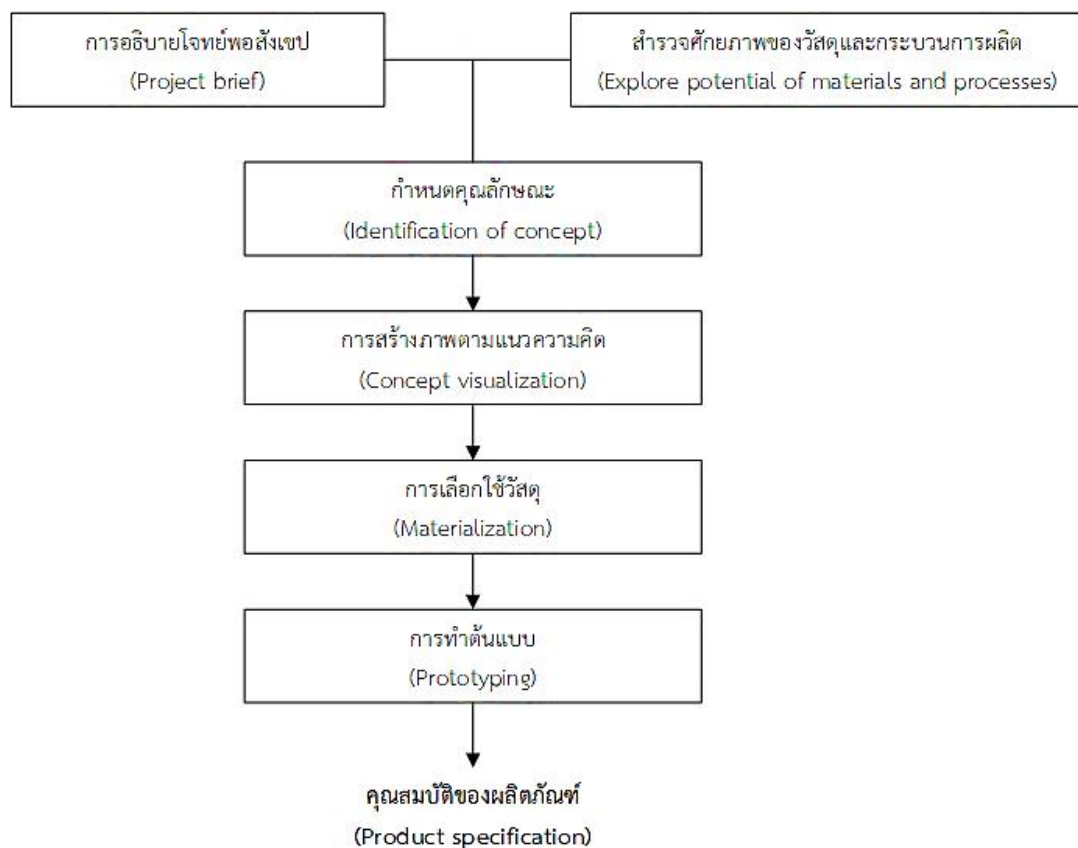 การอธิบายโจทย์พอสังเขป
(Project brief)
สำรวจศักยภาพของวัสดุและกระบวนการผลิต
(Explore potential of materials and processes)
กำหนดคุณลักษณะ
(Identification of concept)
การสร้างภาพตามแนวความคิด
(Concept visualization)
การเลือกใช้วัสดุ
(Materialization)
การทำต้นแบบ
(Prototyping)
คุณสมบัติของผลิตภัณฑ์
(Product specification)